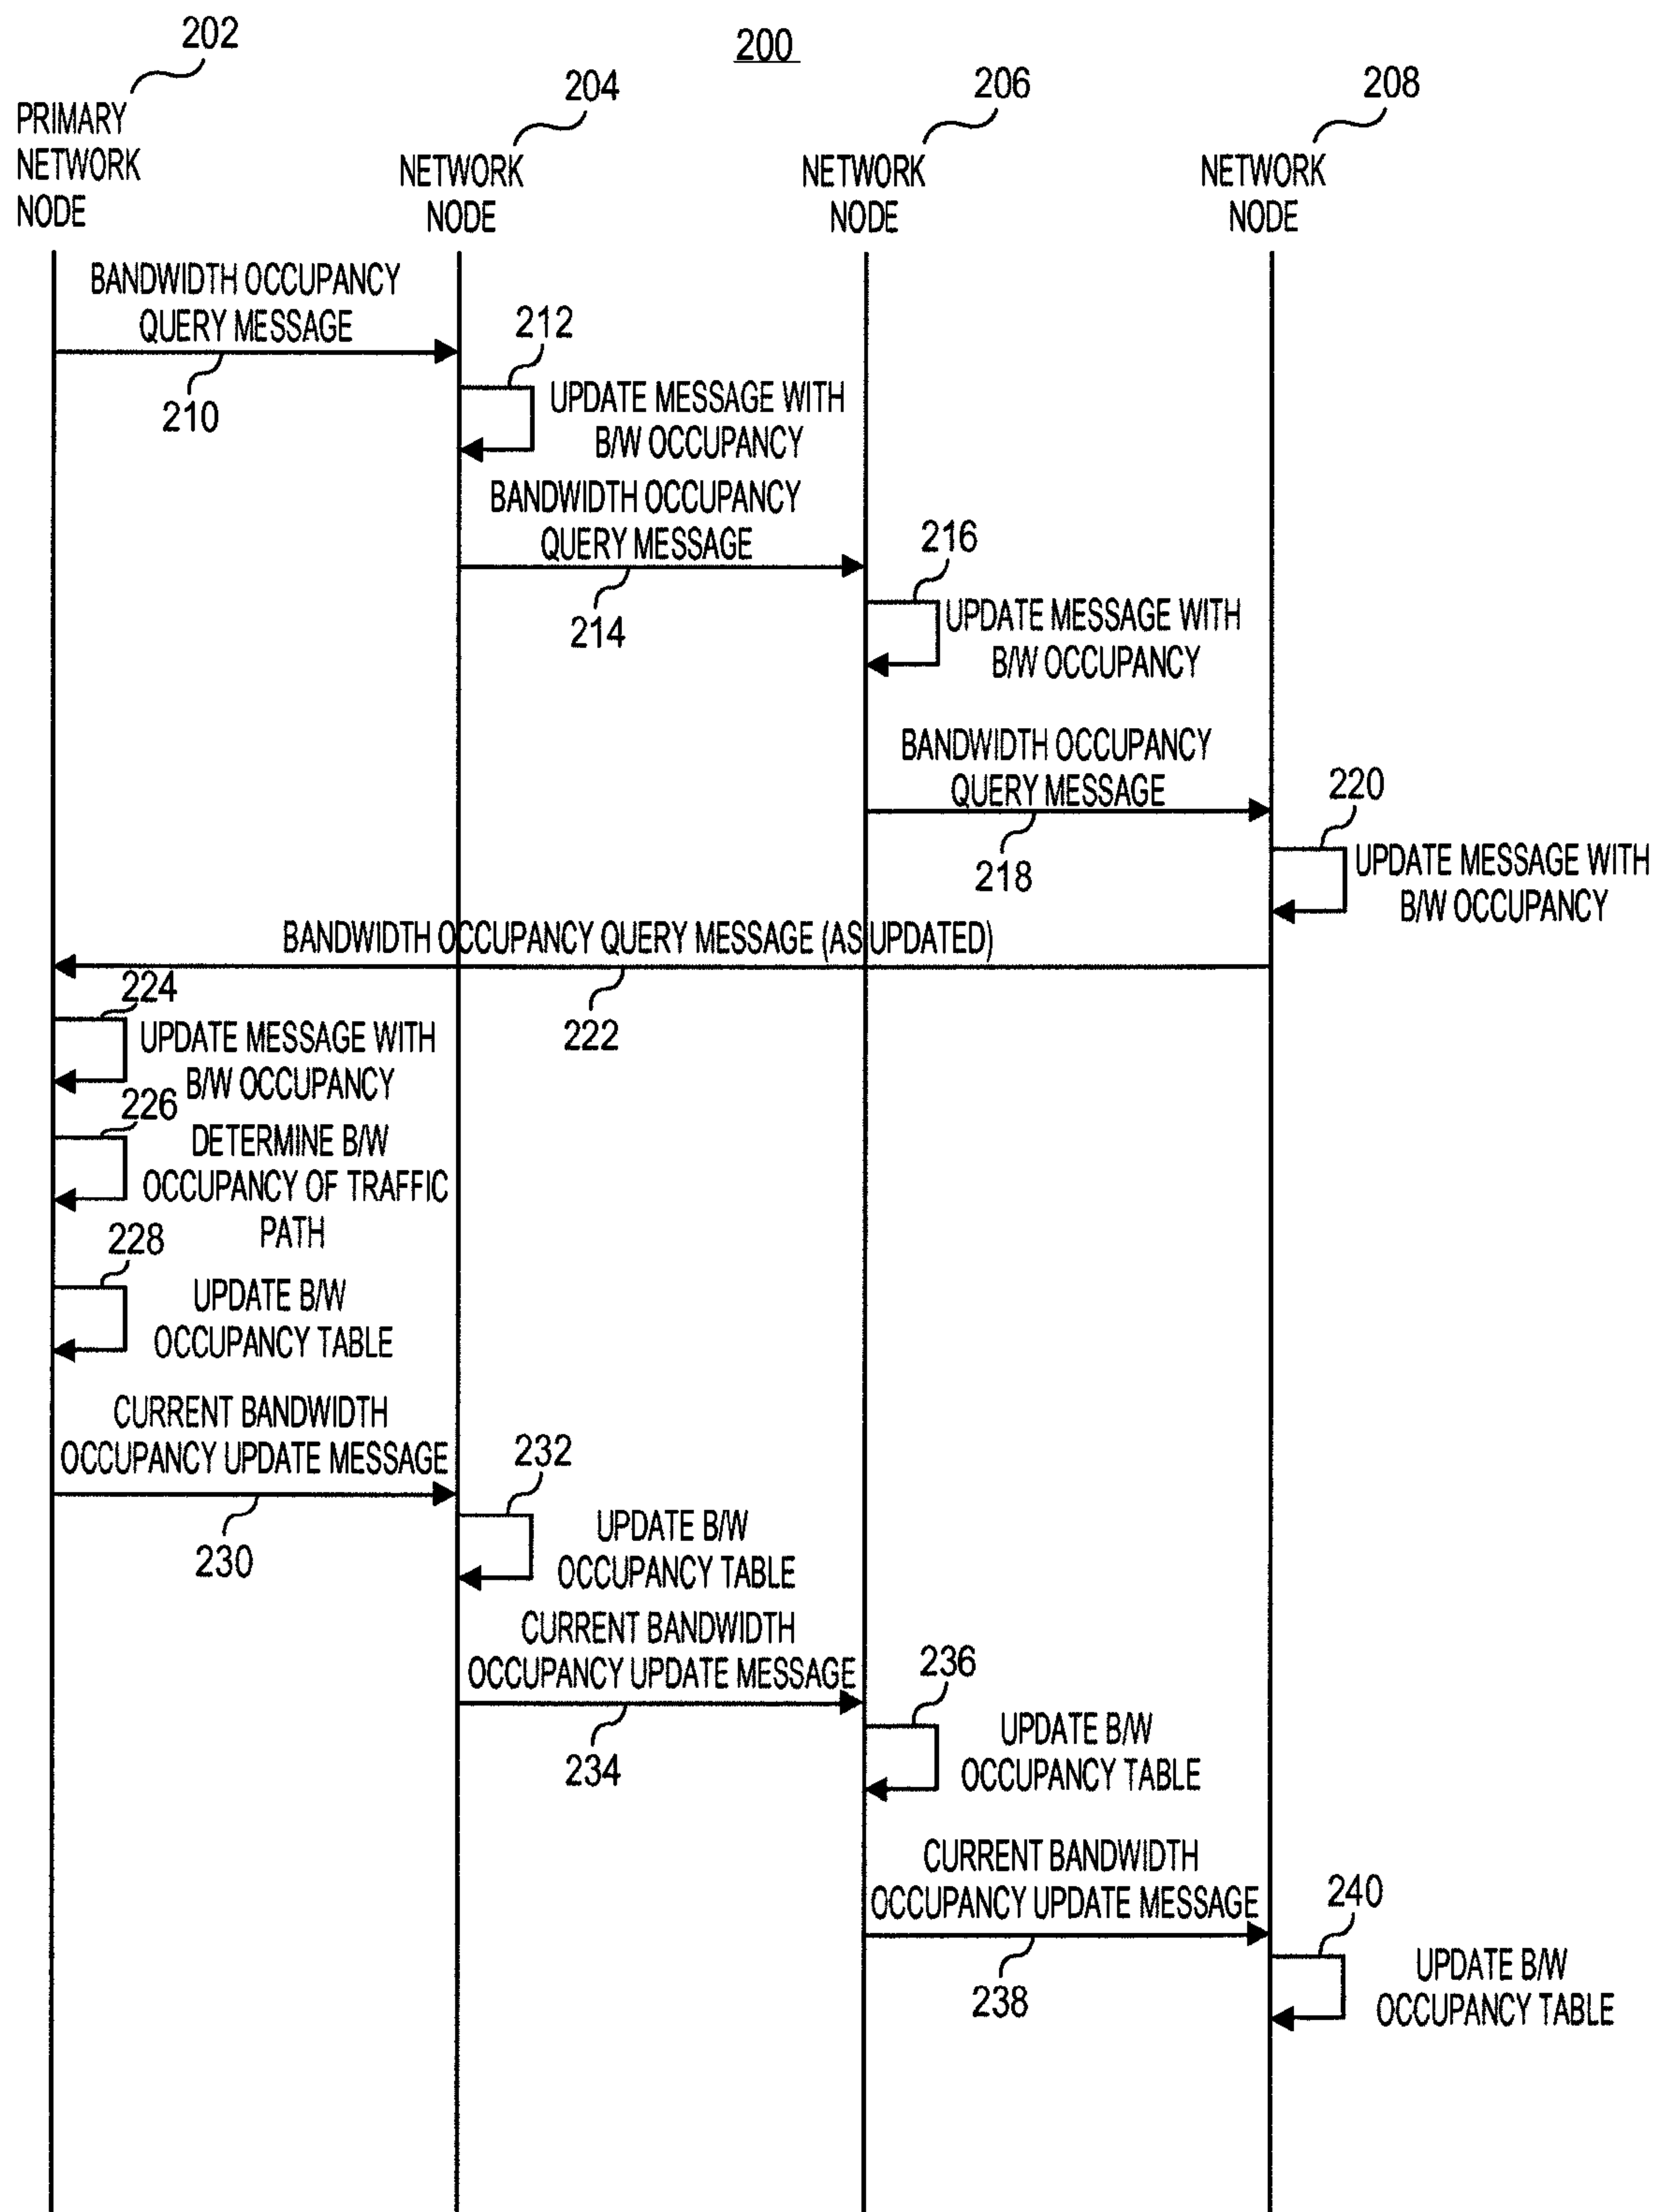 200
202
PRIMARY
NETWORK
NODE
204
NETWORK
NODE
206
NETWORK
NODE
208
NETWORK
NODE
BANDWIDTH OCCUPANCY
QUERY MESSAGE
210
212
UPDATE MESSAGE WITH
B/W OCCUPANCY
BANDWIDTH OCCUPANCY
QUERY MESSAGE
214
216
UPDATE MESSAGE WITH
B/W OCCUPANCY
BANDWIDTH OCCUPANCY
QUERY MESSAGE
218
220
UPDATE MESSAGE WITH
B/W OCCUPANCY
BANDWIDTH OCCUPANCY QUERY MESSAGE (AS UPDATED)
222
224
UPDATE MESSAGE WITH
B/W OCCUPANCY
226
DETERMINE B/W
OCCUPANCY OF TRAFFIC
PATH
228
UPDATE B/W
OCCUPANCY TABLE
CURRENT BANDWIDTH
OCCUPANCY UPDATE MESSAGE
230
232
UPDATE B/W
OCCUPANCY TABLE
CURRENT BANDWIDTH
OCCUPANCY UPDATE MESSAGE
234
236
UPDATE B/W
OCCUPANCY TABLE
CURRENT BANDWIDTH
OCCUPANCY UPDATE MESSAGE
238
240
UPDATE B/W
OCCUPANCY TABLE